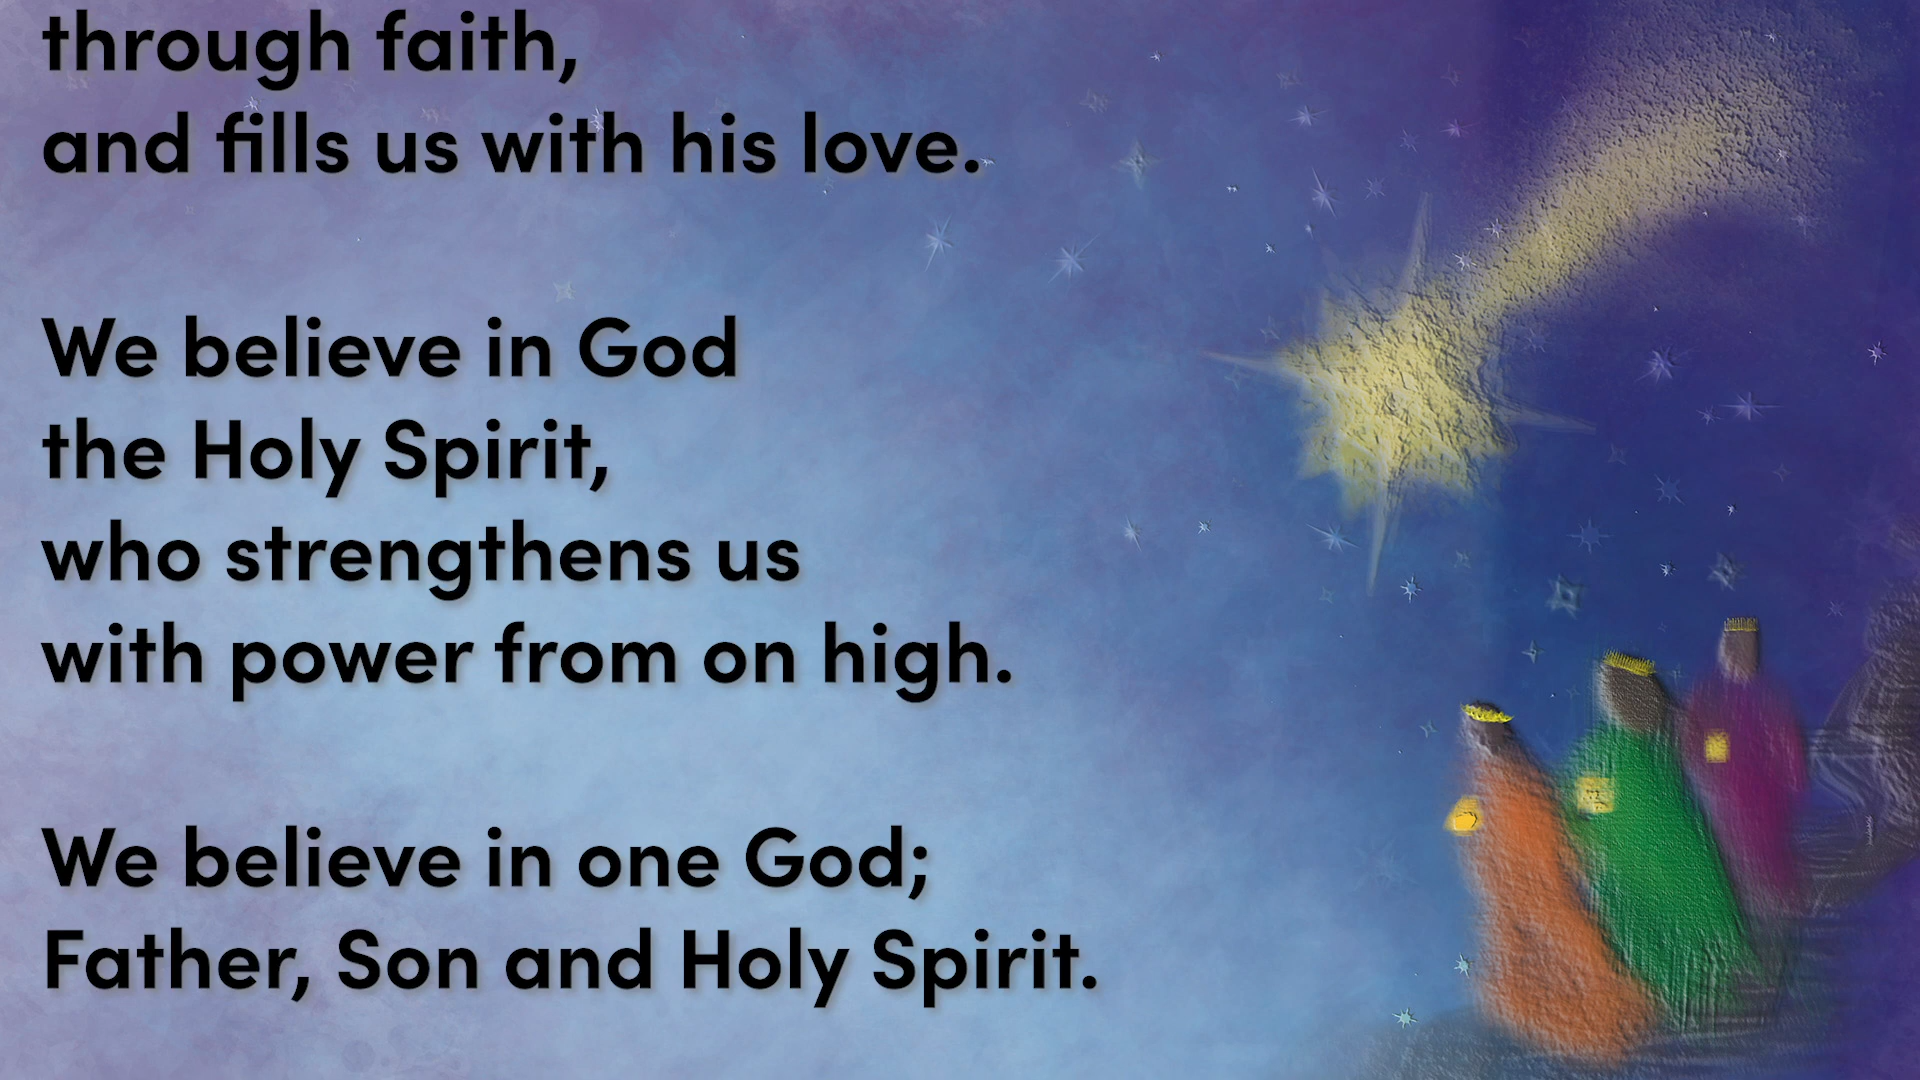 through faith,
and fills us with his love.
We believe in God
the Holy Spirit,
who strengthens us
with power from on high.
We believe in one God;
Father, Son and Holy Spirit.